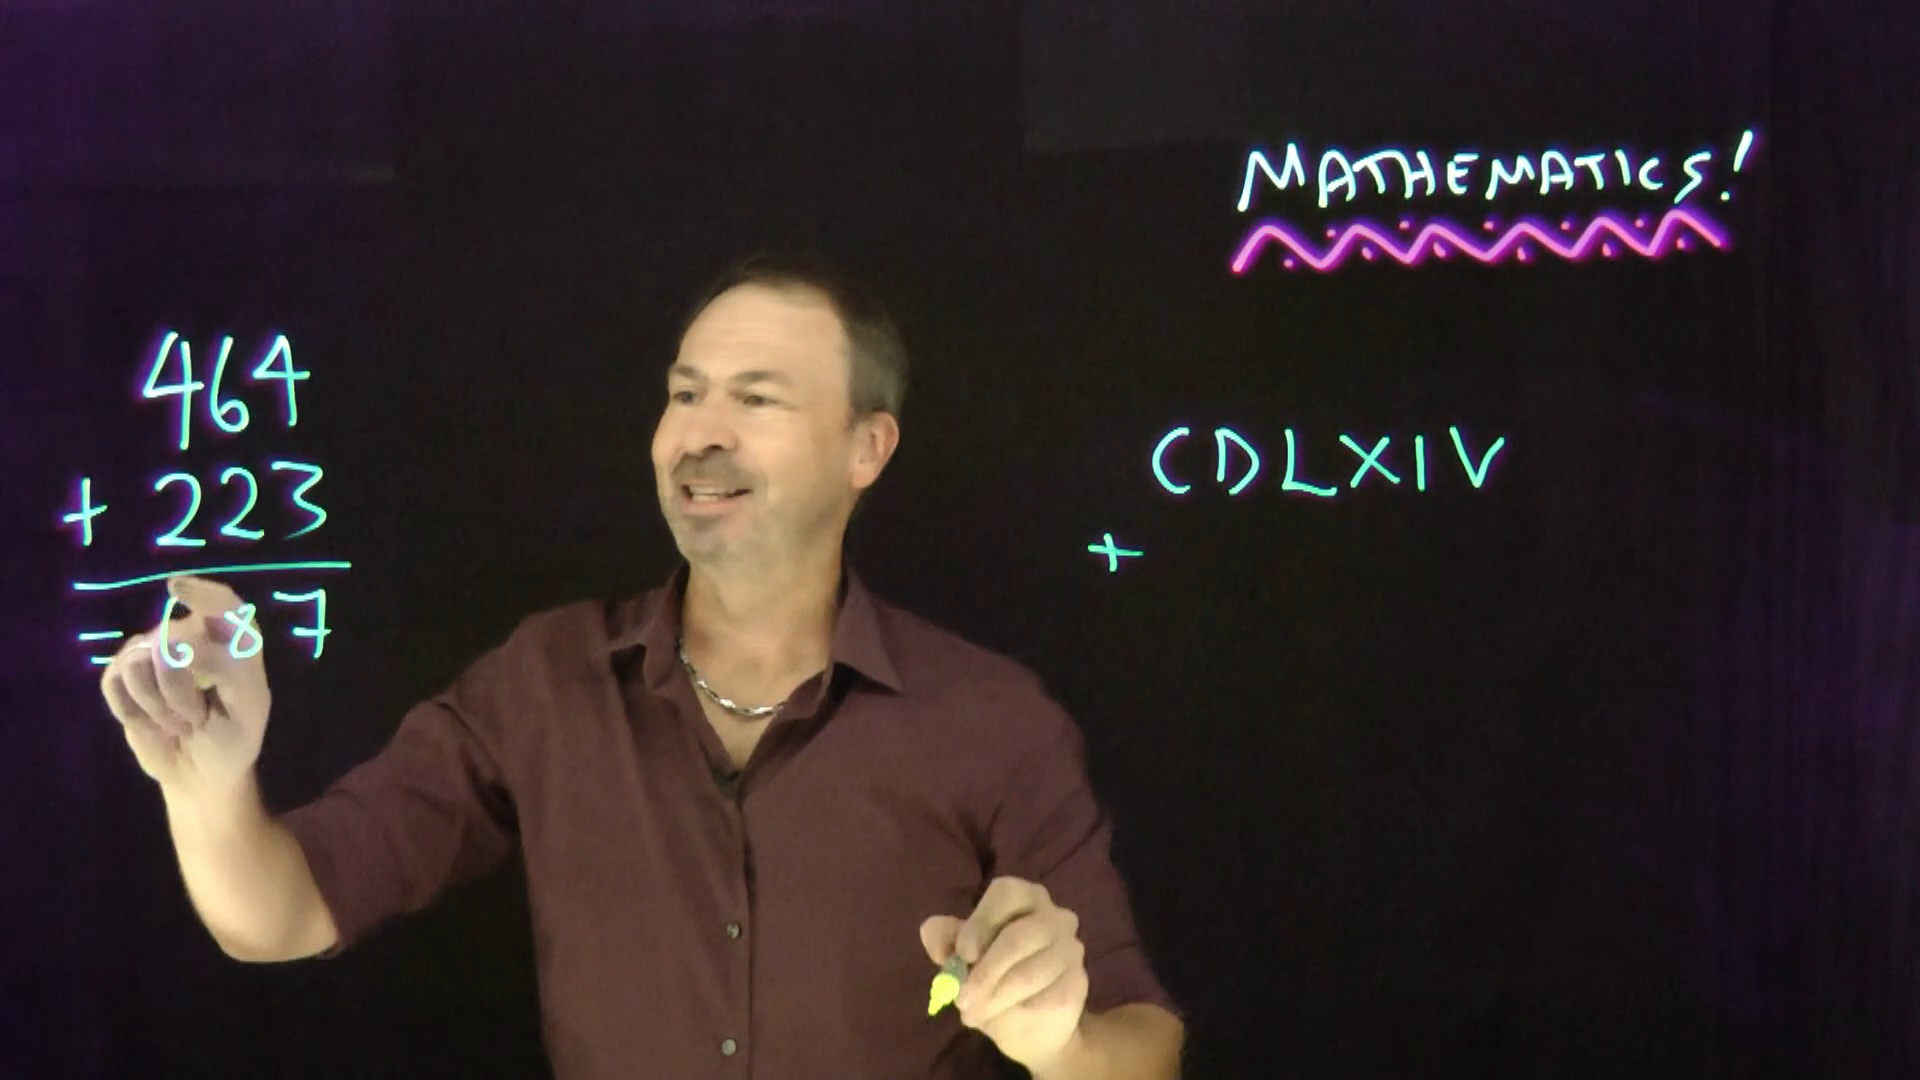 MATHEMATICS!
464
+ 223
= 687
CDLXIV
+